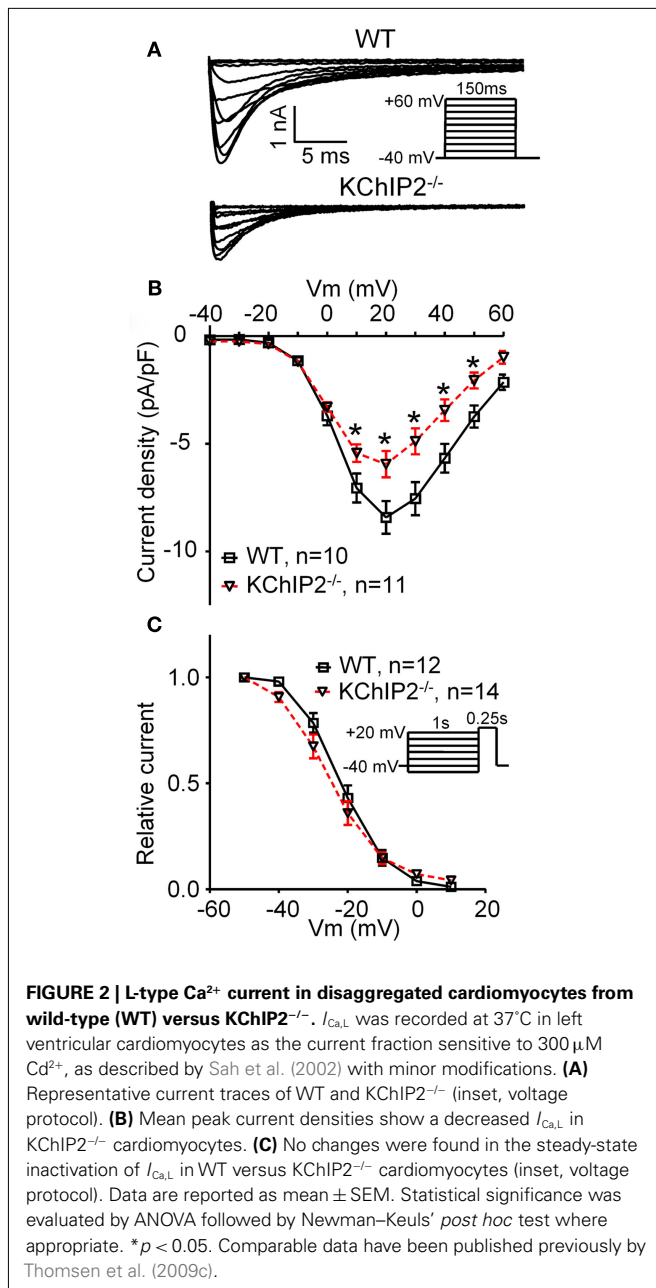 A
WT
150ms
+60 mV
-40 mV
1 nA
5 ms
KChIP2-/-
B
Vm (mV)
-40 -20 0 20 40 60
0
-5
-10
Current density (pA/pF)
* * * * *
WT, n=10
KChIP2-/-, n=11
C
WT, n=12
KChIP2-/-, n=14
1s 0.25s
+20 mV
-40 mV
1.0
0.5
0.0
Relative current
-60 -40 -20 0 20
Vm (mV)
FIGURE 2 | L-type Ca2+ current in disaggregated cardiomyocytes from
wild-type (WT) versus KChIP2−/−. ICa,L was recorded at 37°C in left
ventricular cardiomyocytes as the current fraction sensitive to 300 μM
Cd2+, as described by Sah et al. (2002) with minor modifications. (A)
Representative current traces of WT and KChIP2−/− (inset, voltage
protocol). (B) Mean peak current densities show a decreased ICa,L in
KChIP2−/− cardiomyocytes. (C) No changes were found in the steady-state
inactivation of ICa,L in WT versus KChIP2−/− cardiomyocytes (inset, voltage
protocol). Data are reported as mean ± SEM. Statistical significance was
evaluated by ANOVA followed by Newman–Keuls' post hoc test where
appropriate. *p < 0.05. Comparable data have been published previously by
Thomsen et al. (2009c).